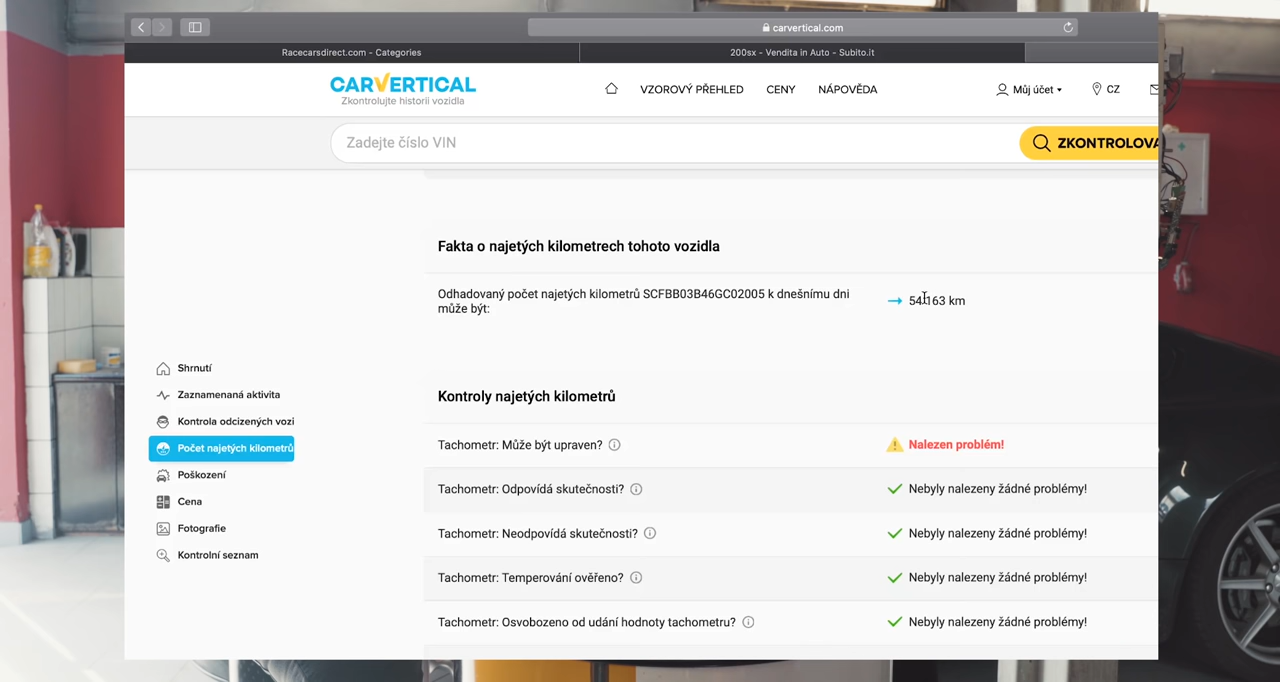 carvertical.com
Racecarsdirect.com - Categories
200sx - Vendita in Auto - Subito.it
CARVERTICAL
Zkontrolujte historii vozidla
VZOROVÝ PŘEHLED
CENY
NÁPOVĚDA
Můj účet
CZ
Zadejte číslo VIN
ZKONTROLOVA
Fakta o najetých kilometrech tohoto vozidla
Odhadovaný počet najetých kilometrů SCFBB03B46GC02005 k dnešnímu dni
může být:
54 163 km
Shrnutí
Zaznamenaná aktivita
Kontrola odcizených vozi
Počet najetých kilometrů
Poškození
Cena
Fotografie
Kontrolní seznam
Kontroly najetých kilometrů
Tachometr: Může být upraven?
Nalezen problém!
Tachometr: Odpovídá skutečnosti?
Nebyly nalezeny žádné problémy!
Tachometr: Neodpovídá skutečnosti?
Nebyly nalezeny žádné problémy!
Tachometr: Temperování ověřeno?
Nebyly nalezeny žádné problémy!
Tachometr: Osvobozeno od udání hodnoty tachometru?
Nebyly nalezeny žádné problémy!